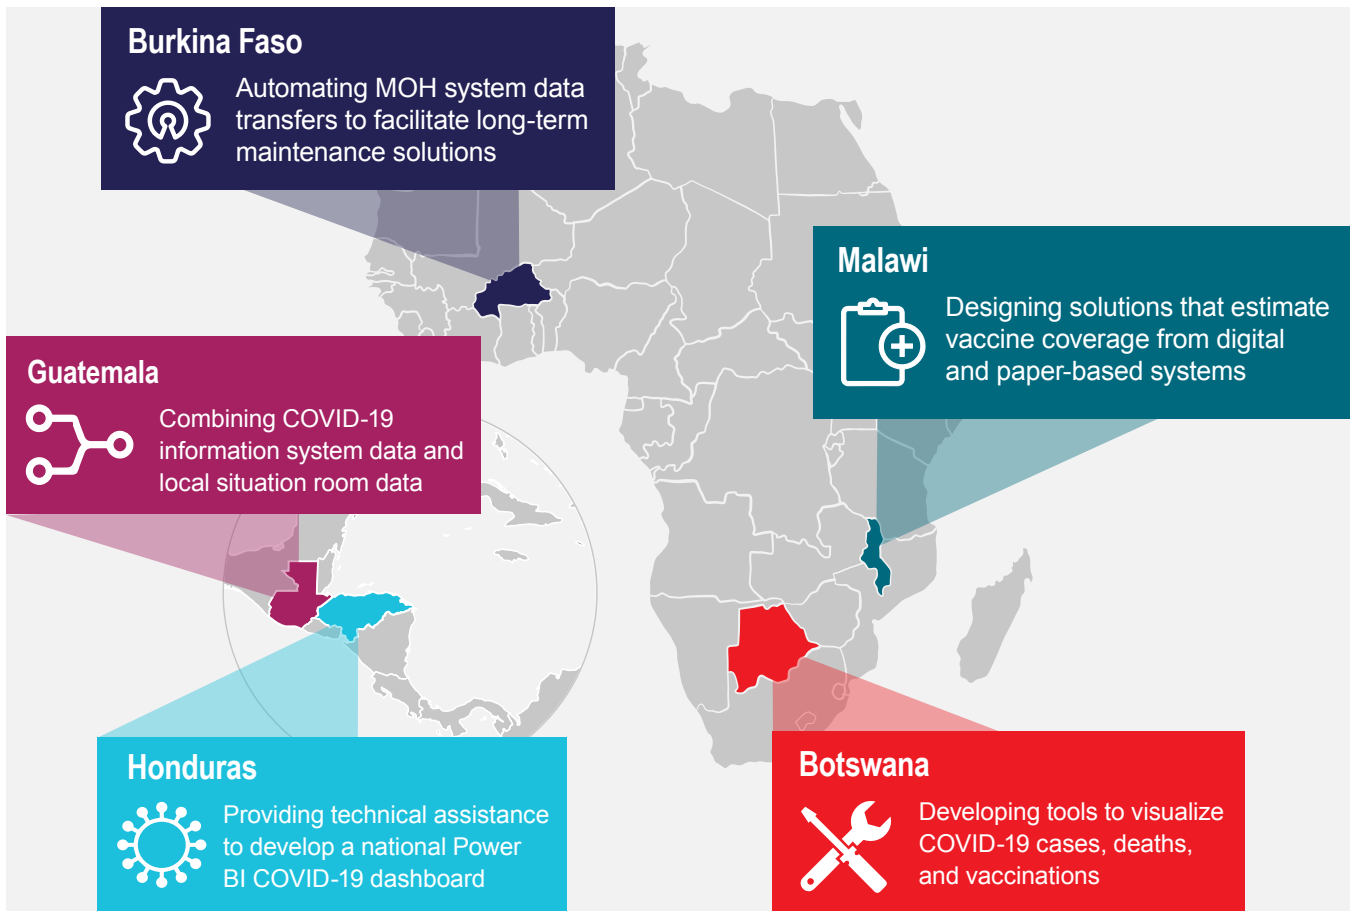 Burkina Faso
Automating MOH system data
transfers to facilitate long-term
maintenance solutions
Malawi
Designing solutions that estimate
vaccine coverage from digital
and paper-based systems
Guatemala
Combining COVID-19
information system data and
local situation room data
Honduras
Providing technical assistance
to develop a national Power
BI COVID-19 dashboard
Botswana
Developing tools to visualize
COVID-19 cases, deaths,
and vaccinations